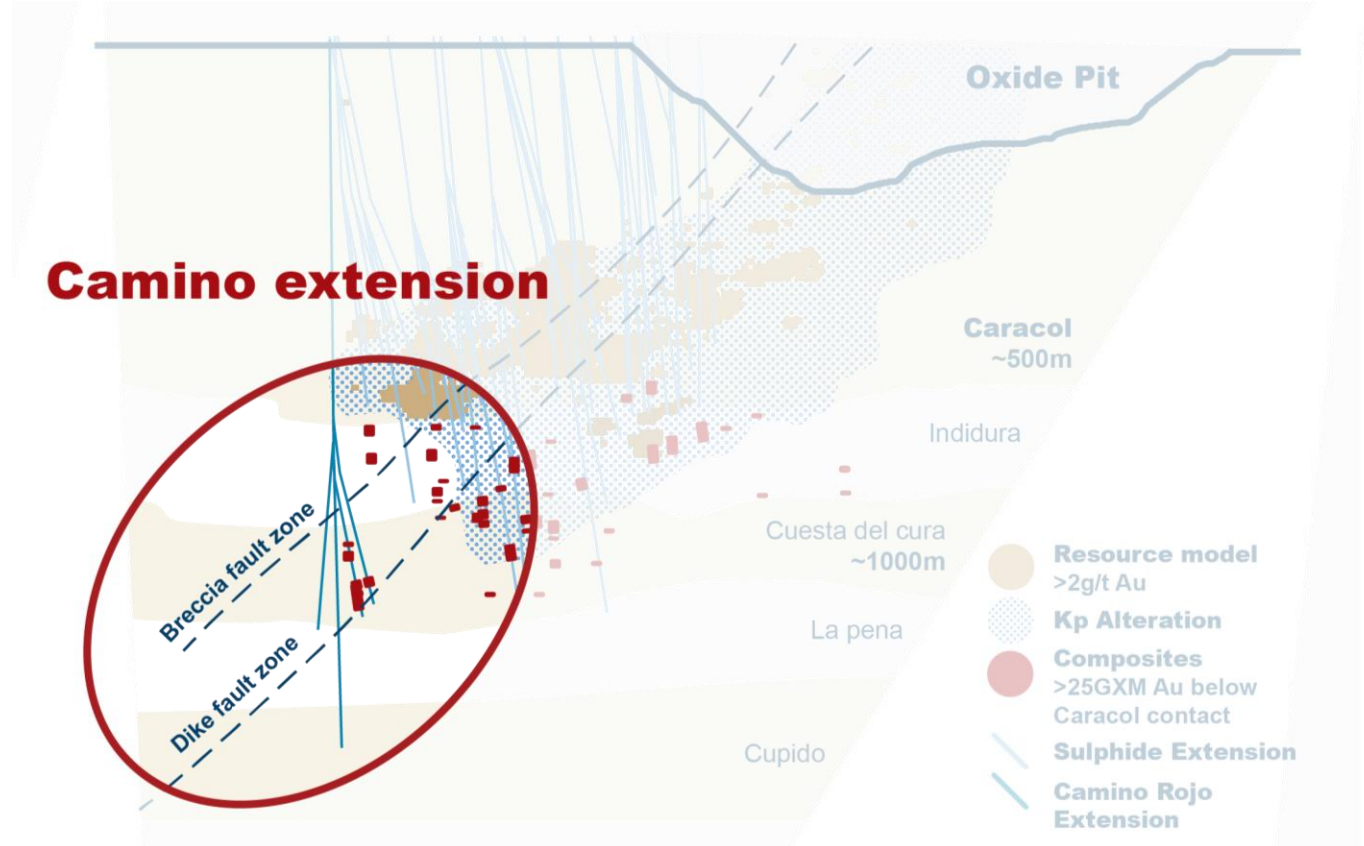 Oxide Pit
Camino extension
Caracol
~500m
Indidura
Breccia fault zone
Cuesta del cura
~1000m
Dike fault zone
La pena
Cupido
Resource model
>2g/t Au
Kp Alteration
Composites
>25GXM Au below
Caracol contact
Sulphide Extension
Camino Rojo
Extension